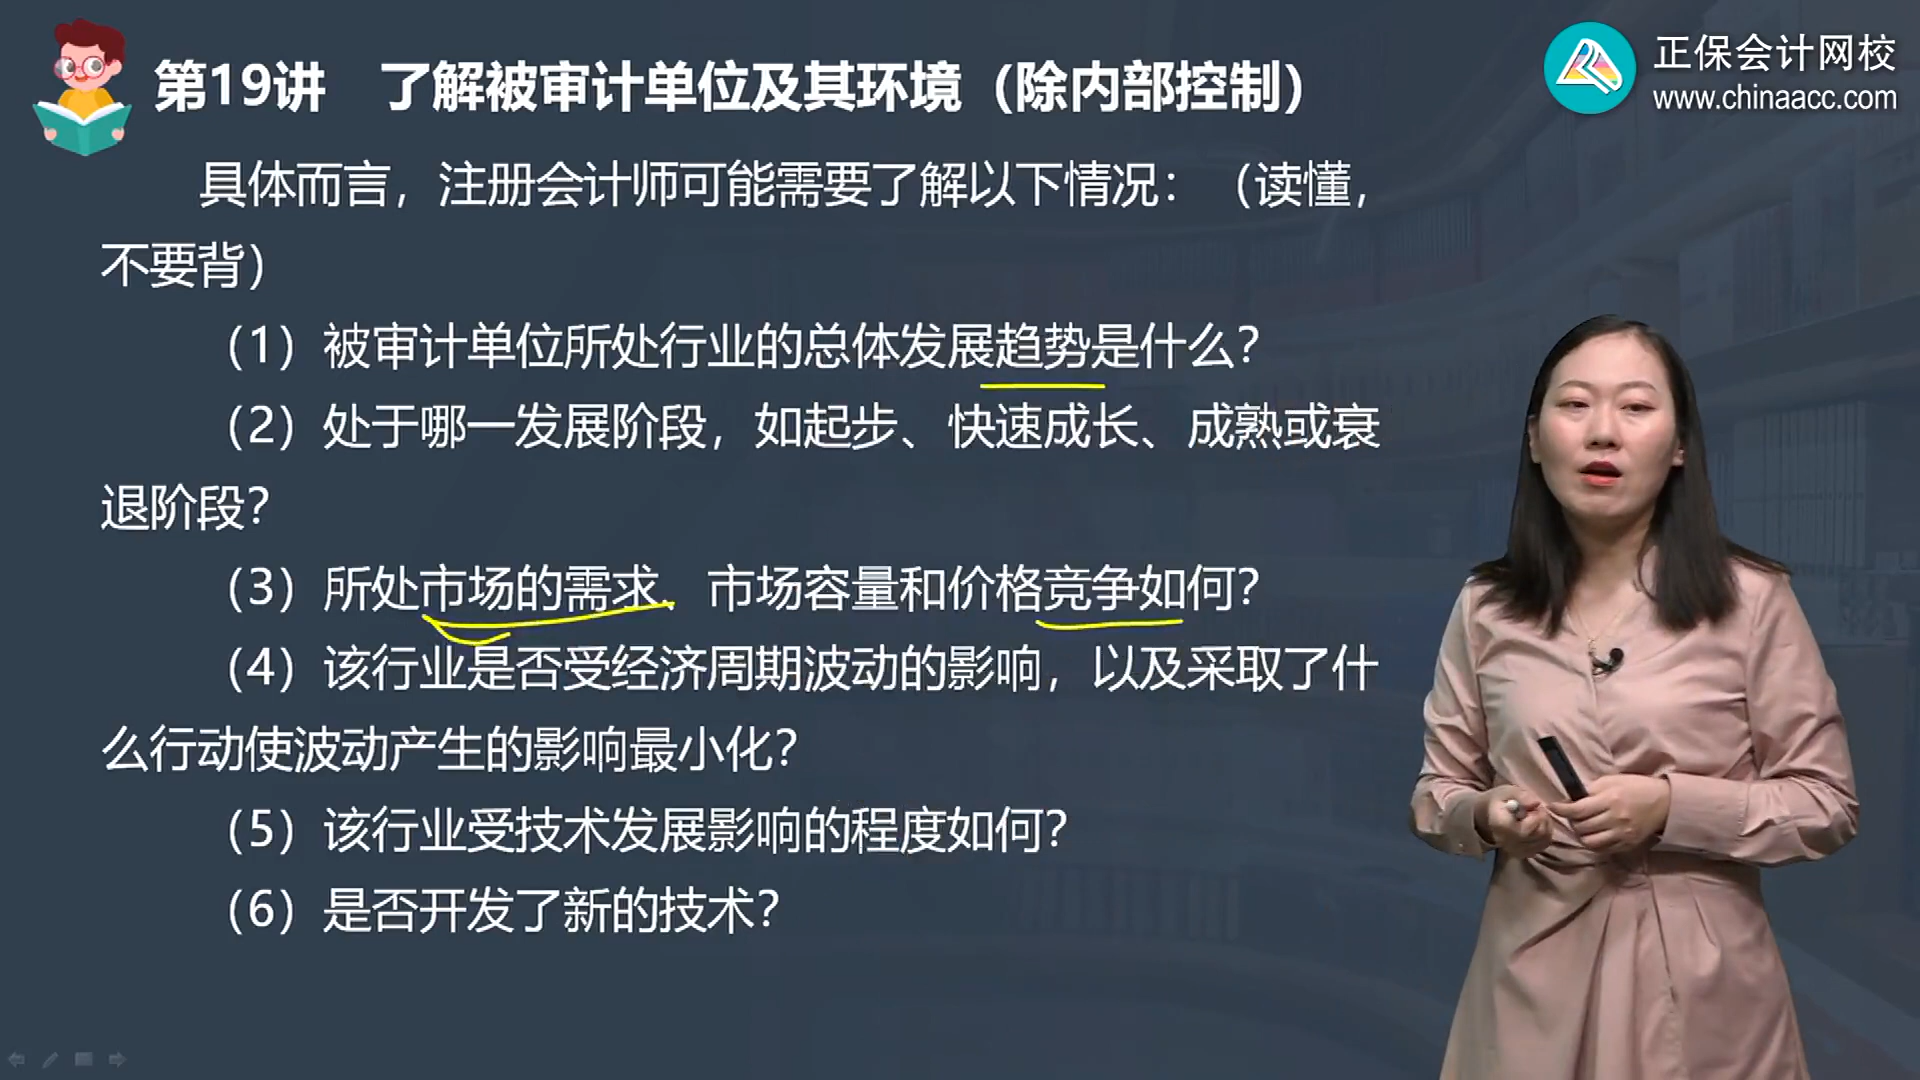 第19讲 了解被审计单位及其环境（除内部控制）
正保会计网校
www.chinaacc.com
具体而言，注册会计师可能需要了解以下情况：（读懂，
不要背）
（1）被审计单位所处行业的总体发展趋势是什么？
（2）处于哪一发展阶段，如起步、快速成长、成熟或衰
退阶段？
（3）所处市场的需求、市场容量和价格竞争如何？
（4）该行业是否受经济周期波动的影响，以及采取了什
么行动使波动产生的影响最小化？
（5）该行业受技术发展影响的程度如何？
（6）是否开发了新的技术？